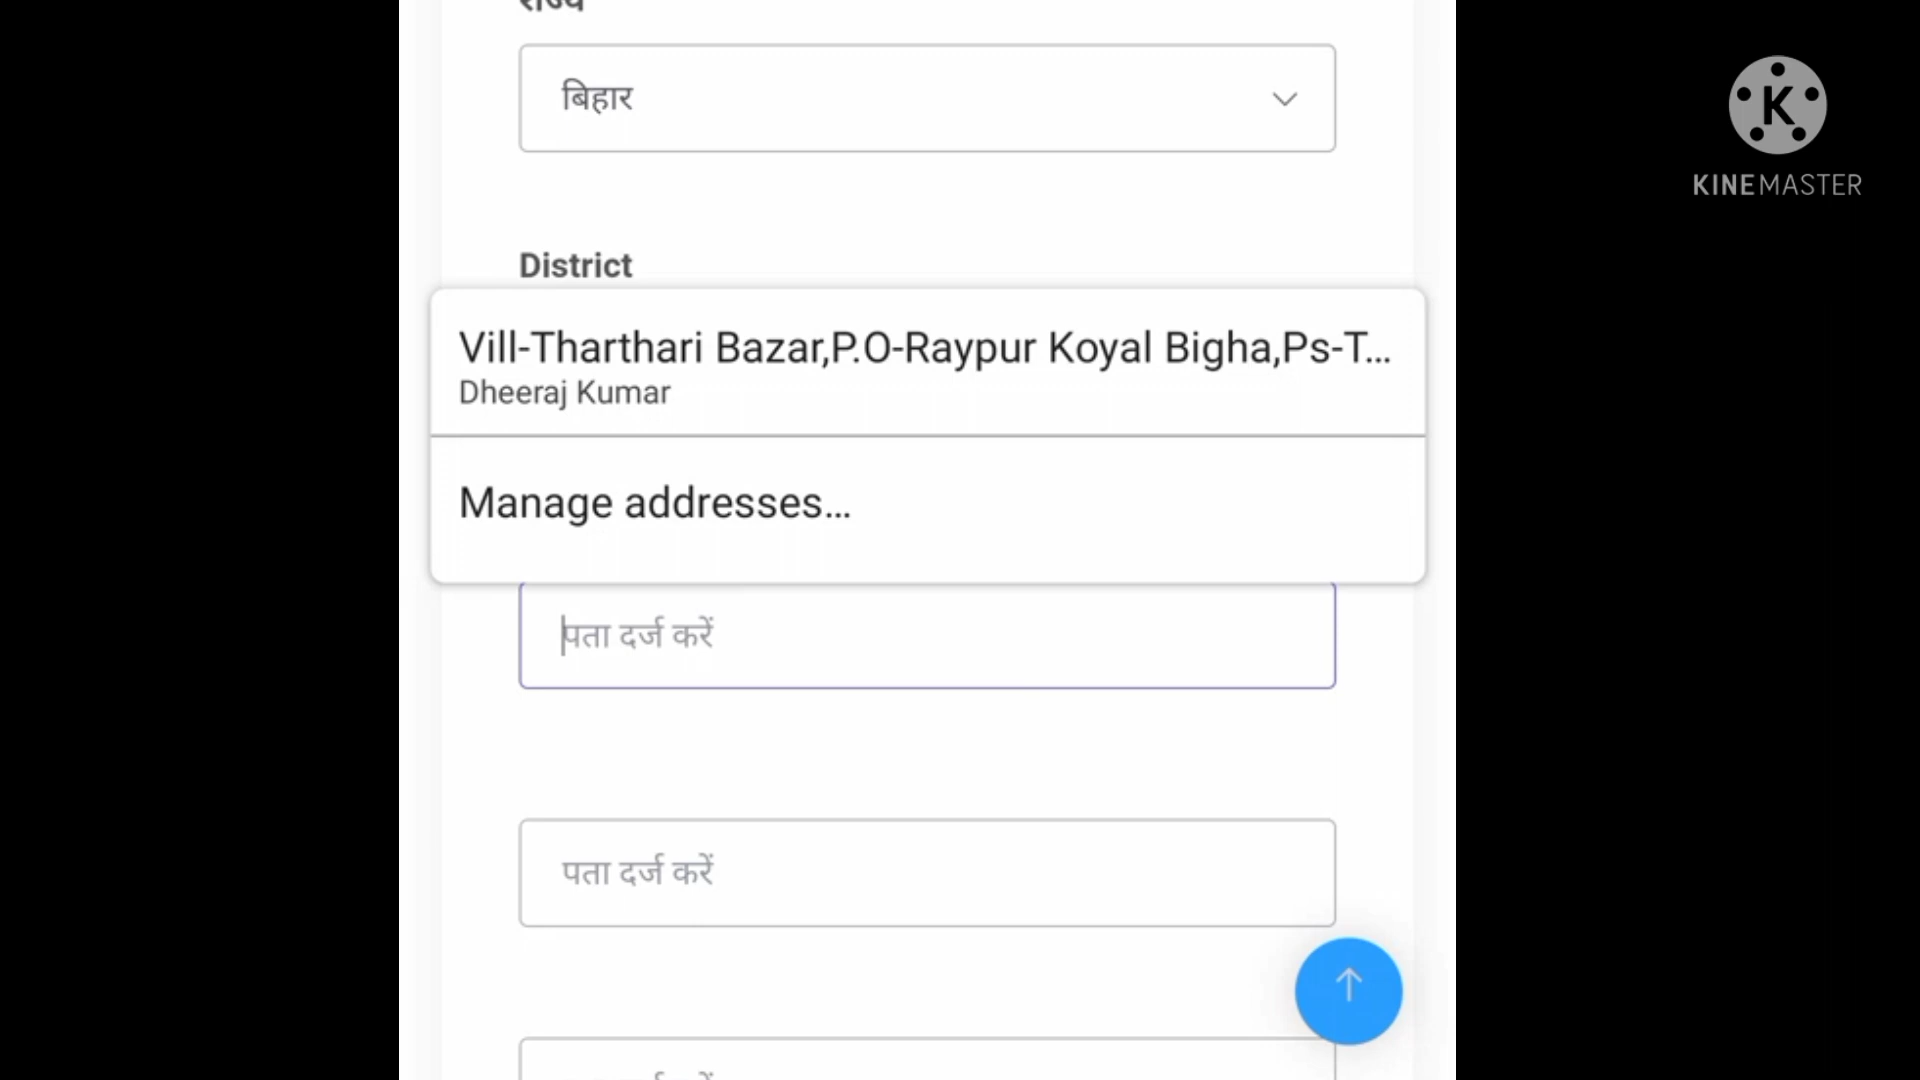 राज्य
बिहार
K
KINEMASTER
District
Vill-Tharthari Bazar,P.O-Raypur Koyal Bigha,Ps-T...
Dheeraj Kumar
Manage addresses...
पता दर्ज करें
पता दर्ज करें